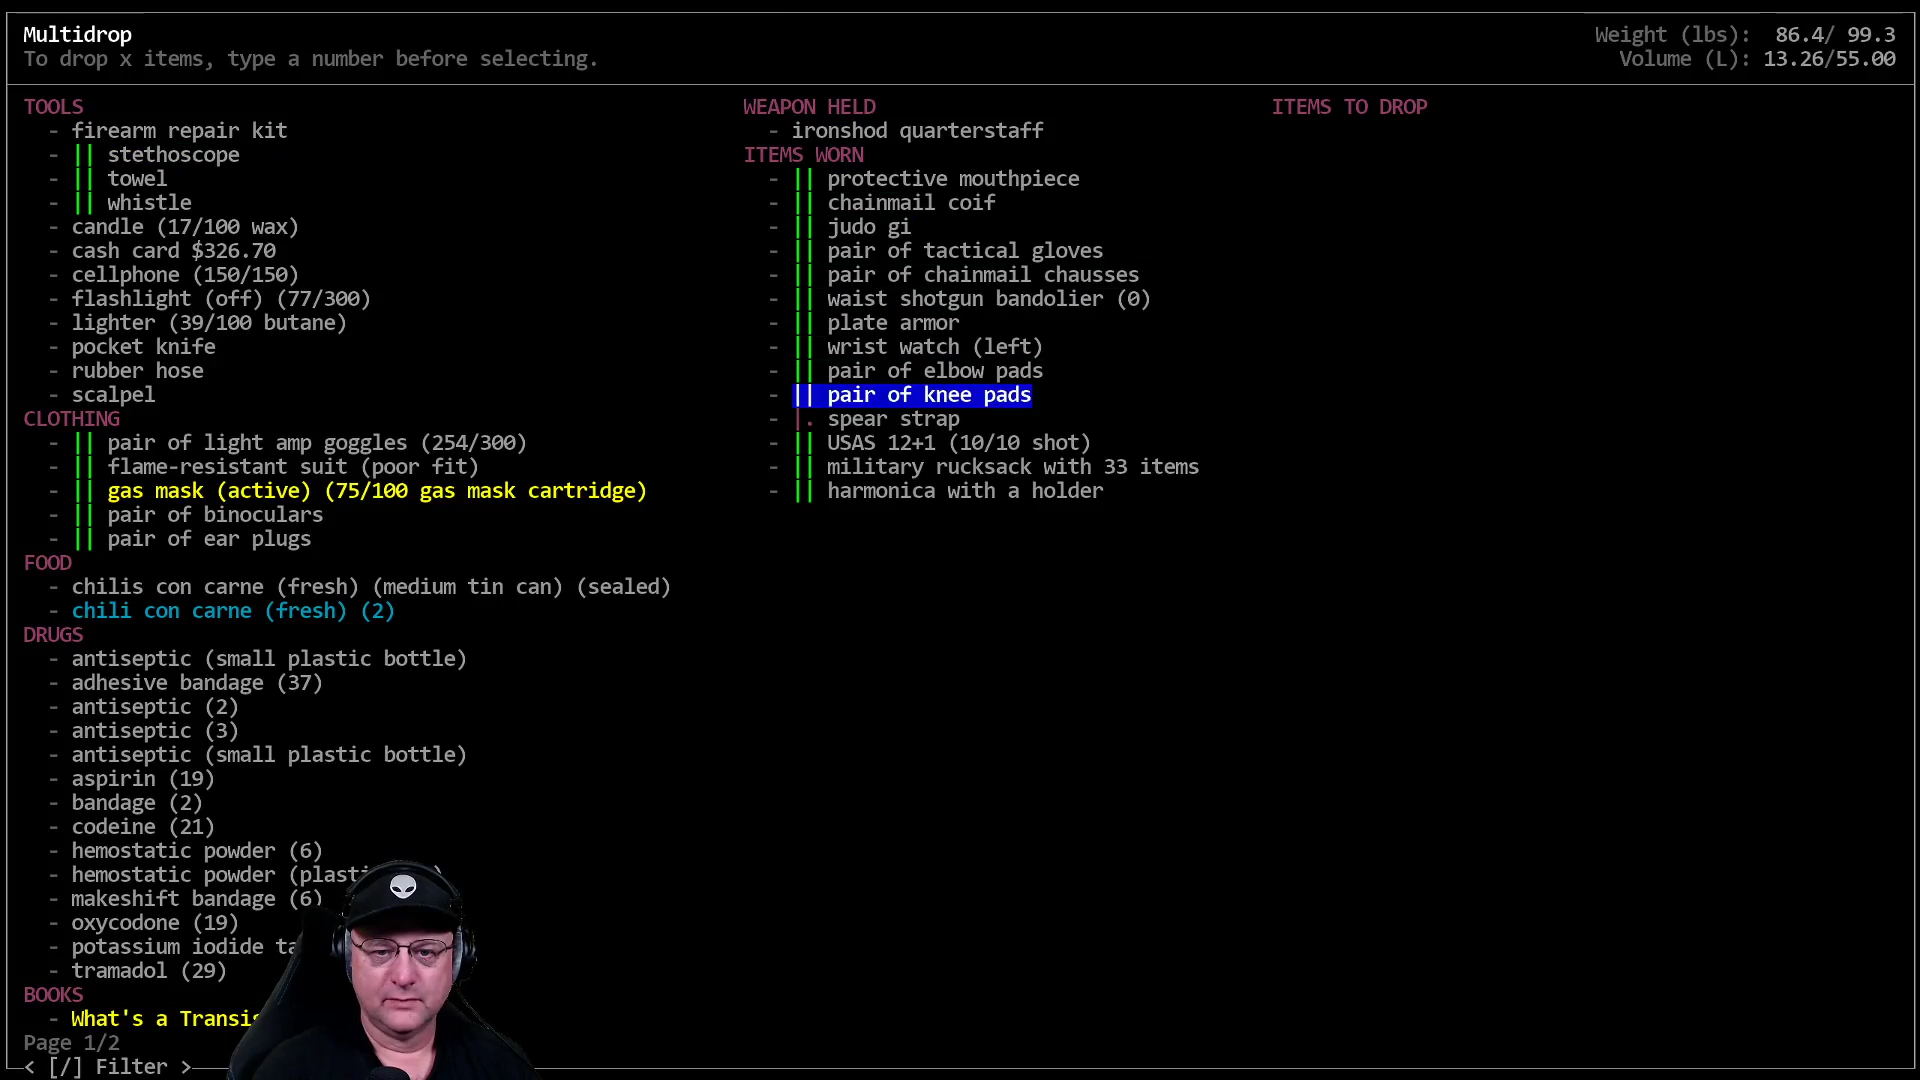 Multidrop
To drop x items, type a number before selecting.
Weight (lbs): 86.4/ 99.3
Volume (L): 13.26/55.00
TOOLS
- firearm repair kit
- || stethoscope
- || towel
- || whistle
- candle (17/100 wax)
- cash card $326.70
- cellphone (150/150)
- flashlight (off) (77/300)
- lighter (39/100 butane)
- pocket knife
- rubber hose
- scalpel
CLOTHING
- || pair of light amp goggles (254/300)
- || flame-resistant suit (poor fit)
- || gas mask (active) (75/100 gas mask cartridge)
- || pair of binoculars
- || pair of ear plugs
FOOD
- chilis con carne (fresh) (medium tin can) (sealed)
- chili con carne (fresh) (2)
DRUGS
- antiseptic (small plastic bottle)
- adhesive bandage (37)
- antiseptic (2)
- antiseptic (3)
- antiseptic (small plastic bottle)
- aspirin (19)
- bandage (2)
- codeine (21)
- hemostatic powder (6)
- hemostatic powder
- makeshift bandage (6)
- oxycodone (19)
- potassium iodide
- tramadol (29)
BOOKS
- What's a
Page 1/2
< [/] Filter >
WEAPON HELD
- ironshod quarterstaff
ITEMS WORN
- || protective mouthpiece
- || chainmail coif
- || judo gi
- || pair of tactical gloves
- || pair of chainmail chausses
- || waist shotgun bandolier (0)
- || plate armor
- || wrist watch (left)
- || pair of elbow pads
- || pair of knee pads
- |. spear strap
- || USAS 12+1 (10/10 shot)
- || military rucksack with 33 items
- || harmonica with a holder
ITEMS TO DROP